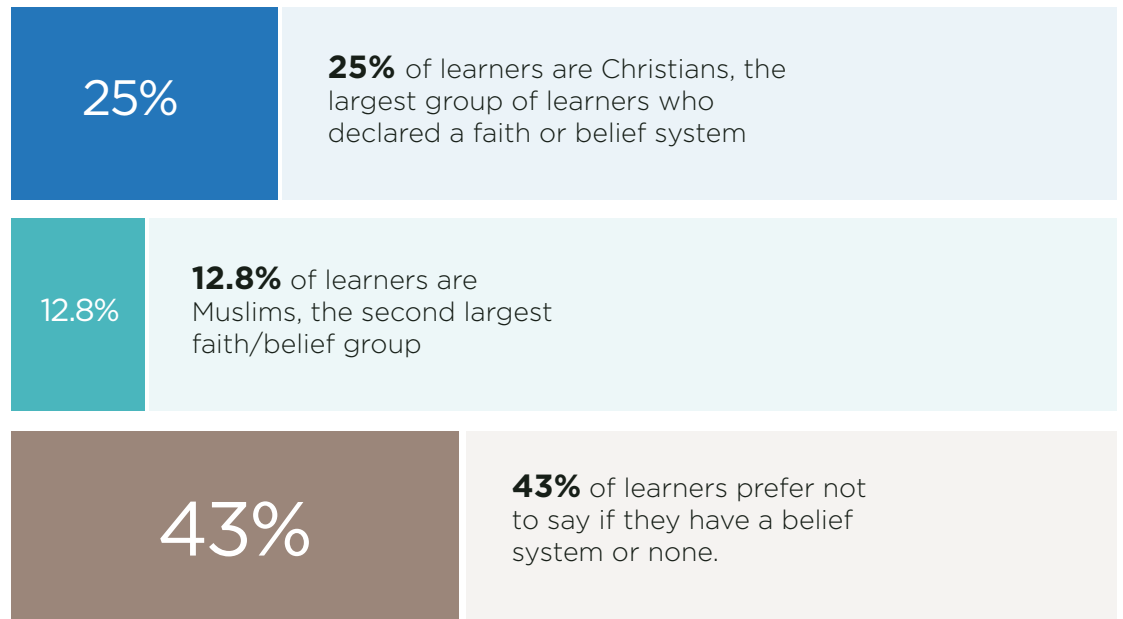 25%
25% of learners are Christians, the
largest group of learners who
declared a faith or belief system
12.8%
12.8% of learners are
Muslims, the second largest
faith/belief group
43%
43% of learners prefer not
to say if they have a belief
system or none.